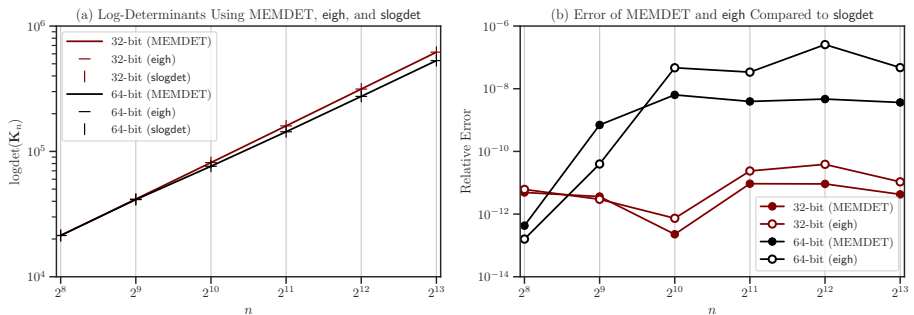 (a) Log-Determinants Using MEMDET, eigh, and slogdet
10^6
10^5
10^4
logdet(K_n)
32-bit (MEMDET)
32-bit (eigh)
32-bit (slogdet)
64-bit (MEMDET)
64-bit (eigh)
64-bit (slogdet)
2^8 2^9 2^10 2^11 2^12 2^13
n
(b) Error of MEMDET and eigh Compared to slogdet
10^−6
10^−8
10^−10
10^−12
10^−14
Relative Error
32-bit (MEMDET)
32-bit (eigh)
64-bit (MEMDET)
64-bit (eigh)
2^8 2^9 2^10 2^11 2^12 2^13
n